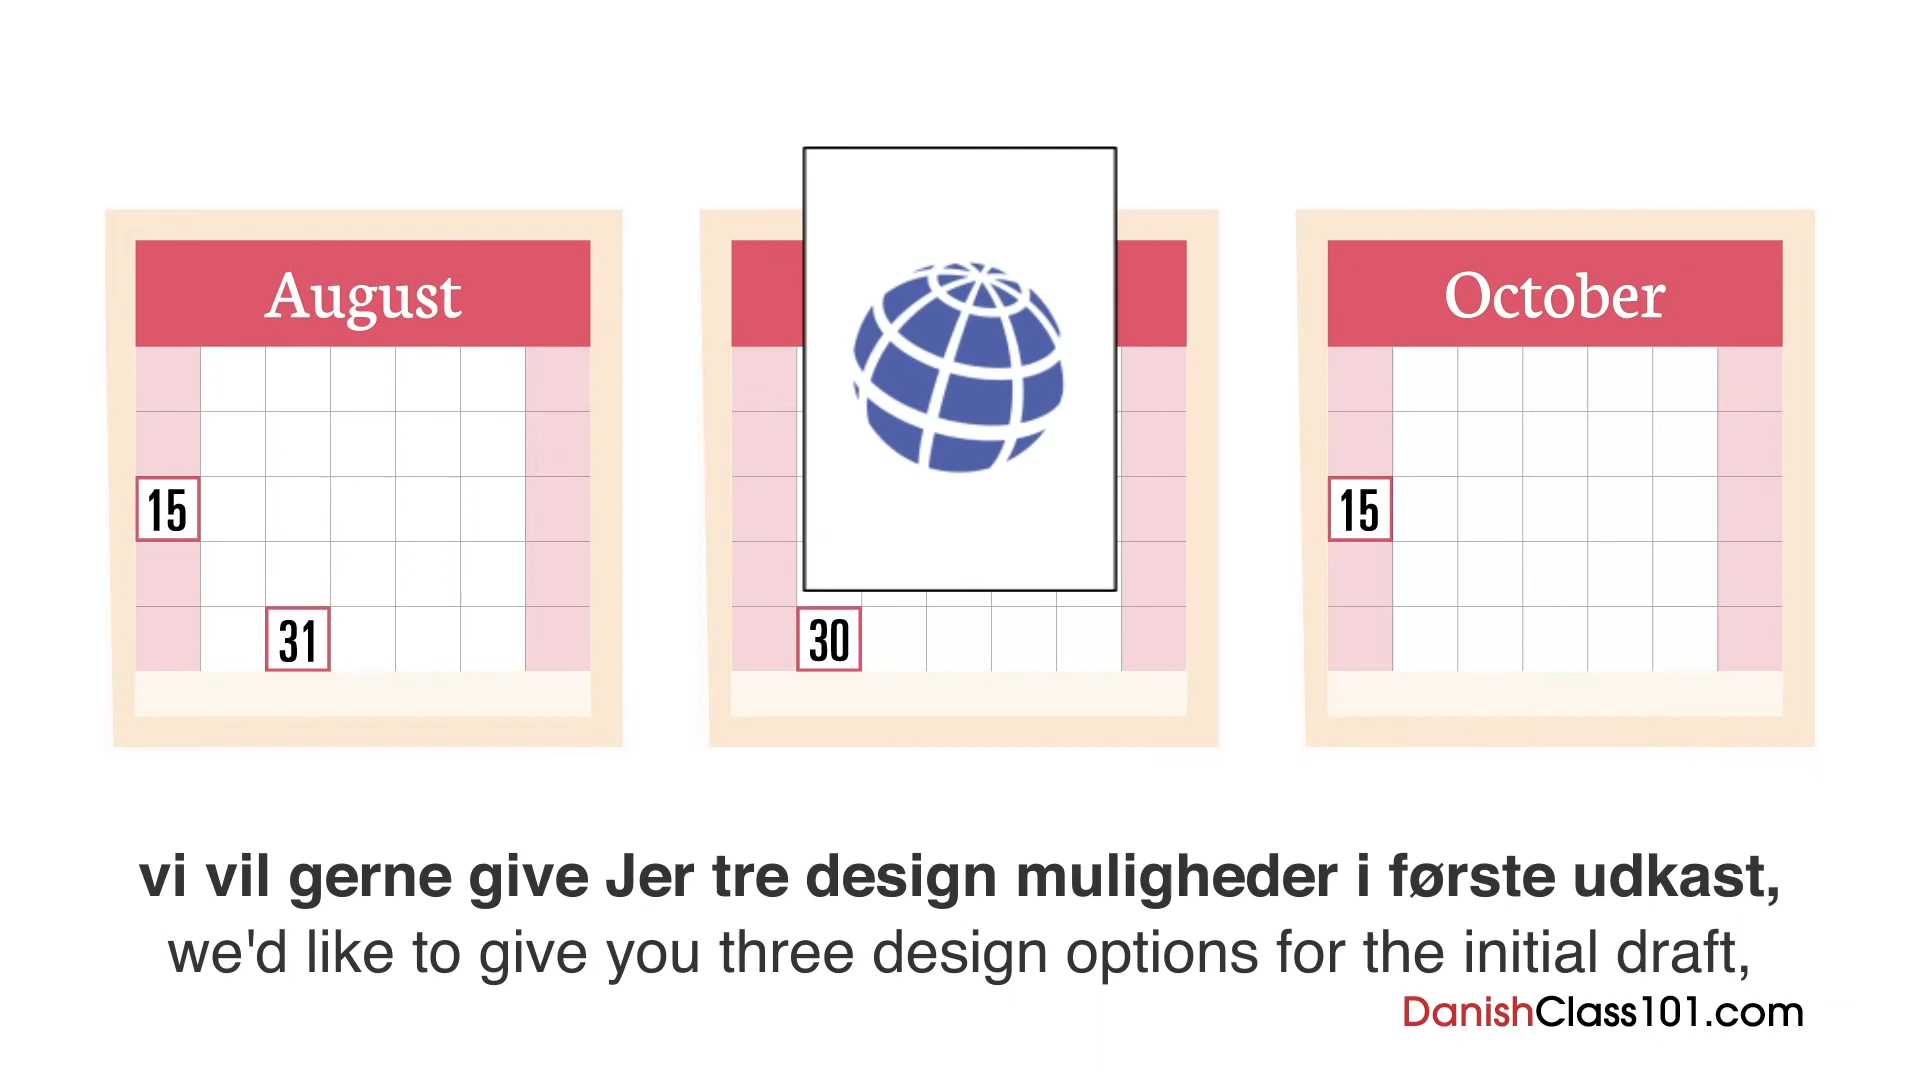 August
October
15
15
31
30
vi vil gerne give Jer tre design muligheder i første udkast,
we'd like to give you three design options for the initial draft,
DanishClass101.com